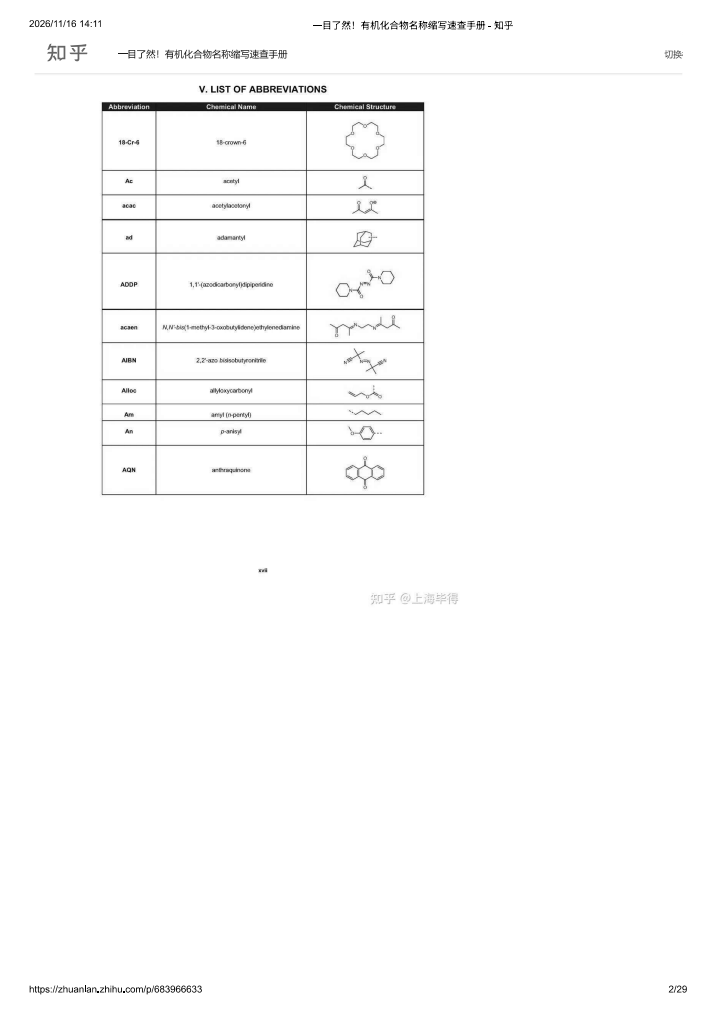 2026/11/16 14:11 一目了然！有机化合物名称缩写速查手册 - 知乎
知乎 一目了然！有机化合物名称缩写速查手册 切换
V. LIST OF ABBREVIATIONS
Abbreviation Chemical Name Chemical Structure
18-Cr-6 18-crown-6
Ac acetyl
acac acetylacetonyl
ad adamantyl
ADDP 1,1'-(azodicarbonyl)dipiperidine
acaen N,N'-bis(1-methyl-3-oxobutylidene)ethylenediamine
AIBN 2,2'-azo bisisobutyronitrile
Alloc allyloxycarbonyl
Am amyl (n-pentyl)
An p-anisyl
AQN anthraquinone
xvii
知乎 @上海毕得
https://zhuanlan.zhihu.com/p/683966633 2/29